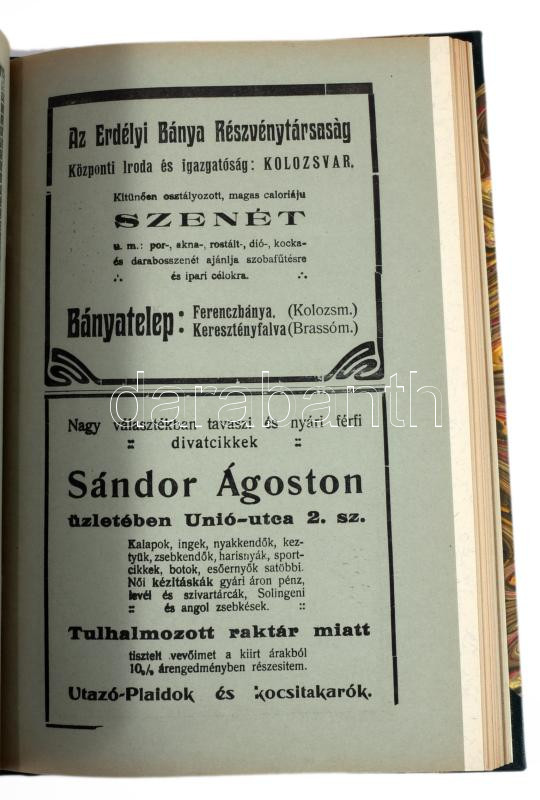 Az Erdélyi Bánya Részvénytársaság
Központi Iroda és igazgatóság: KOLOZSVAR.
Kitünően osztályozott, magas caloriáju
SZENÉT
u. m.: por-, akna-, rostált-, dió-, kocka-
és darabosszenét ajánlja szobafűtésre
∴ és ipari célokra. ∴
Bányatelep: Ferenczbánya, (Kolozsm.)
Keresztényfalva (Brassóm.)
darabanth
Nagy választékban tavaszi és nyári férfi
:: divatcikkek ::
Sándor Ágoston
üzletében Unió-utca 2. sz.
Kalapok, ingek, nyakkendők, kez-
tyük, zsebkendők, harisnyák, sport-
cikkek, botok, esőernyők satöbbi.
Női kézitáskák gyári áron pénz,
levél és szivartárcák, Solingeni
:: és angol zsebkések. ::
Tulhalmozott raktár miatt
tisztelt vevőimet a kiirt árakból
10% árengedményben részesitem.
Utazó-Plaidok és kocsitakarók.